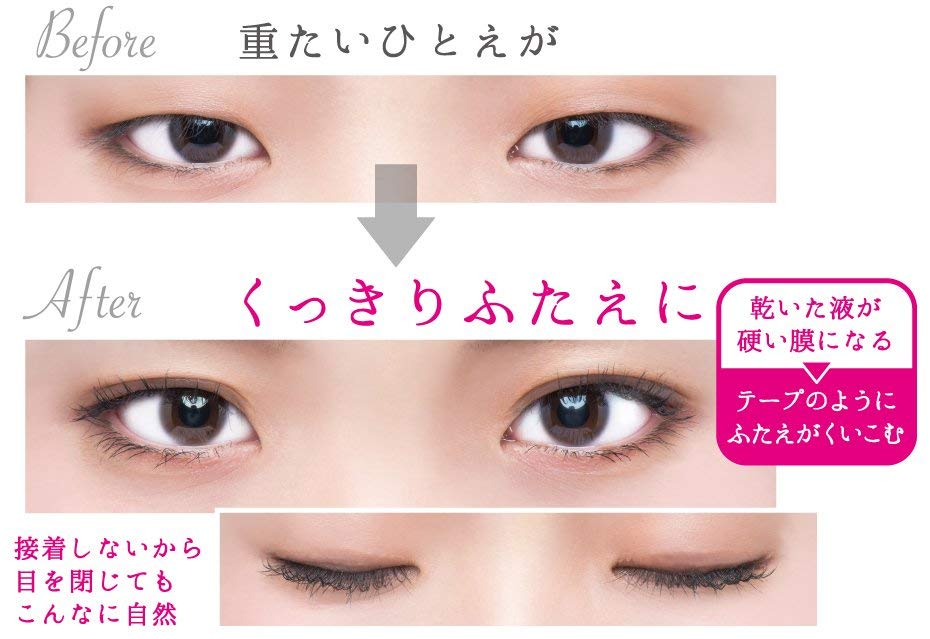 Before
重たいひとえが
After
くっきりふたえに
乾いた液が
硬い膜になる
テープのように
ふたえがくいこむ
接着しないから
目を閉じても
こんなに自然